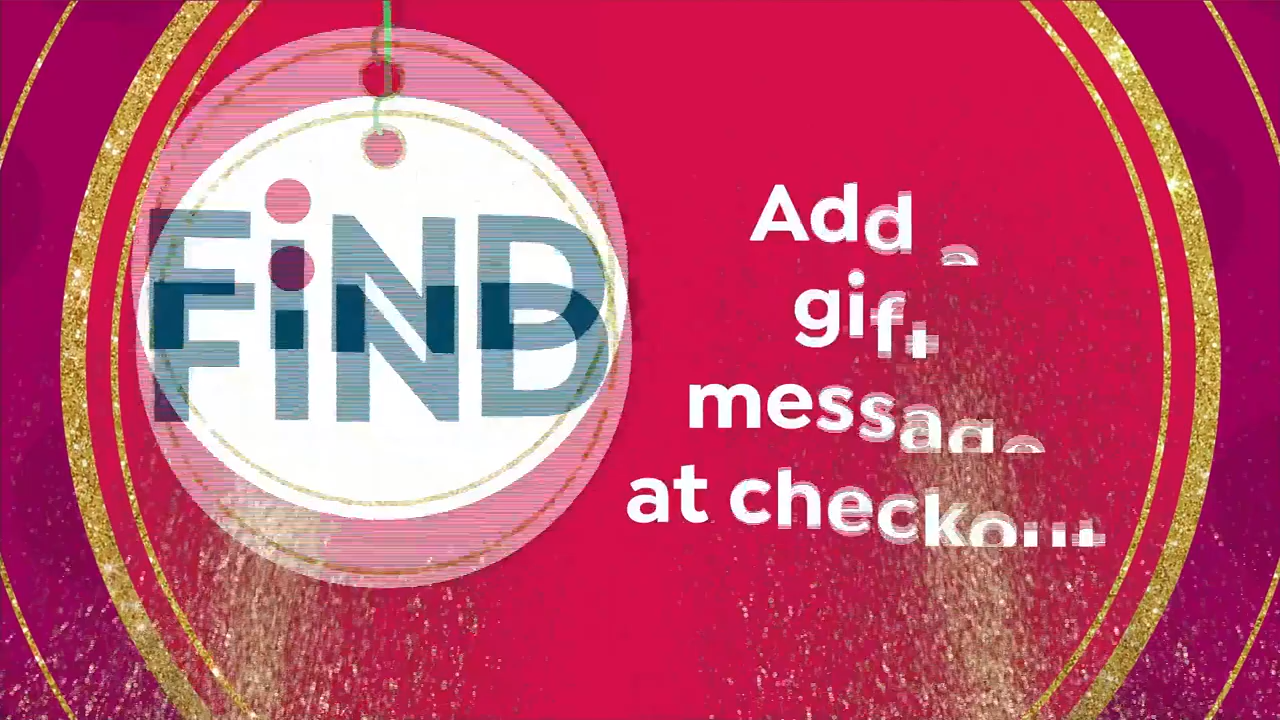 FiND
Add a
gift
message
at checkout